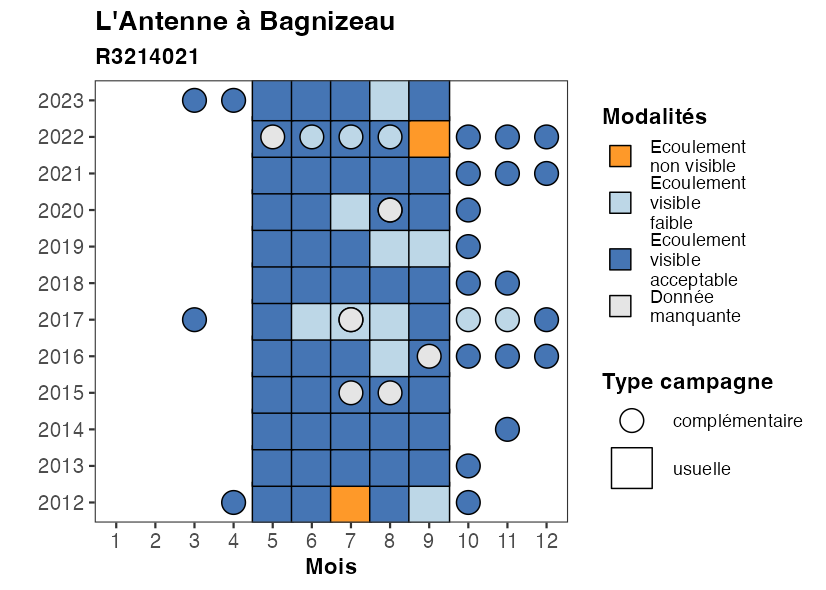 L'Antenne à Bagnizeau
R3214021
2023
2022
2021
2020
2019
2018
2017
2016
2015
2014
2013
2012
1 2 3 4 5 6 7 8 9 10 11 12
Mois
Modalités
Ecoulement
non visible
Ecoulement
visible
faible
Ecoulement
visible
acceptable
Donnée
manquante
Type campagne
complémentaire
usuelle